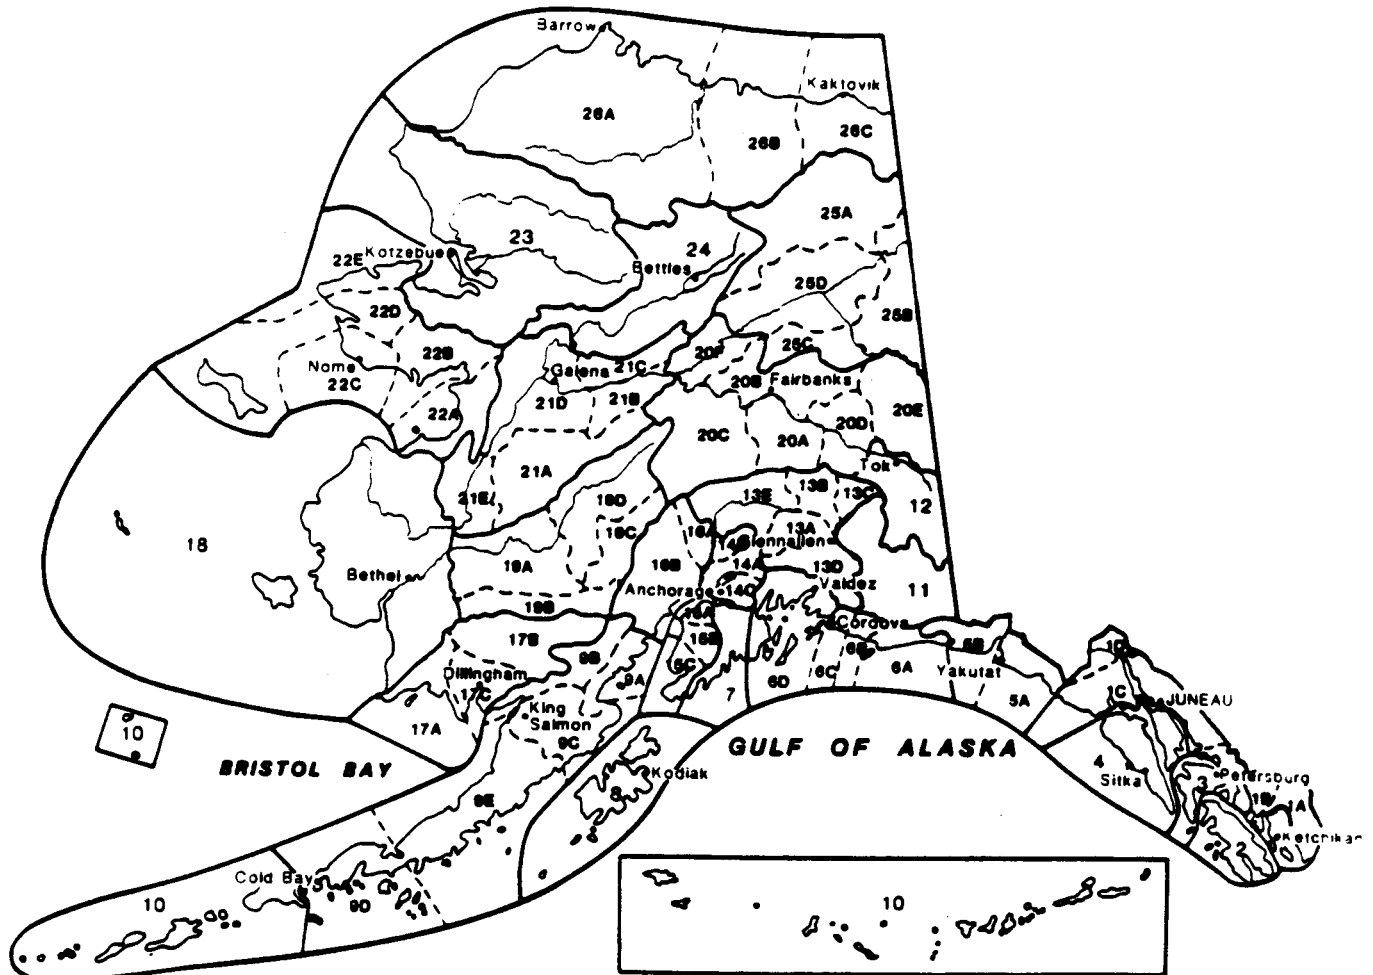 Barrow
Kaktovik
26A
26B
26C
25A
23
24
22E
Kotzebue
Bettles
25D
22D
25B
22B
20F
25C
Nome
22C
Galena
21C
20B
Fairbanks
21D
21B
22A
20D
20E
20C
20A
21A
Tok
21E
19D
13E
13B
13C
12
18
19C
16A
13A
Glennallen
19A
16B
14A
13D
Bethel
Anchorage
14C
Valdez
11
19B
15A
Cordova
17B
15B
5B
1D
9B
6B
Dillingham
17C
9A
6D
6C
6A
Yakutat
1C
7
5A
JUNEAU
King
Salmon
10
17A
9C
GULF OF ALASKA
BRISTOL BAY
4
Sitka
Kodiak
3
Petersburg
8
9E
1B
1A
Ketchikan
2
Cold Bay
9D
10
10